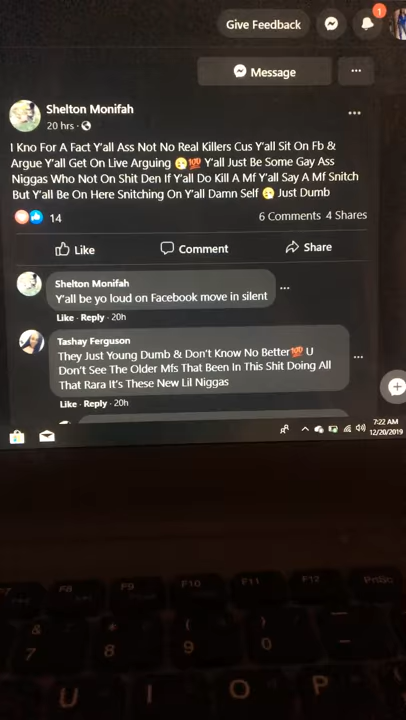 Give Feedback
1
Message
Shelton Monifah
20 hrs ·
I Kno For A Fact Y'all Ass Not No Real Killers Cus Y'all Sit On Fb &
Argue Y'all Get On Live Arguing 😢💯 Y'all Just Be Some Gay Ass
Niggas Who Not On Shit Den If Y'all Do Kill A Mf Y'all Say A Mf Snitch
But Y'all Be On Here Snitching On Y'all Damn Self 😢 Just Dumb
14
6 Comments 4 Shares
Like Comment Share
Shelton Monifah
Y'all be yo loud on Facebook move in silent
Like · Reply · 20h
Tashay Ferguson
They Just Young Dumb & Don't Know No Better💯 U
Don't See The Older Mfs That Been In This Shit Doing All
That Rara It's These New Lil Niggas
Like · Reply · 20h
7:22 AM
12/20/2019
F8 F9 F10 F11 F12 PrtSc
& * ( ) _
7 8 9 0 -
U I O P